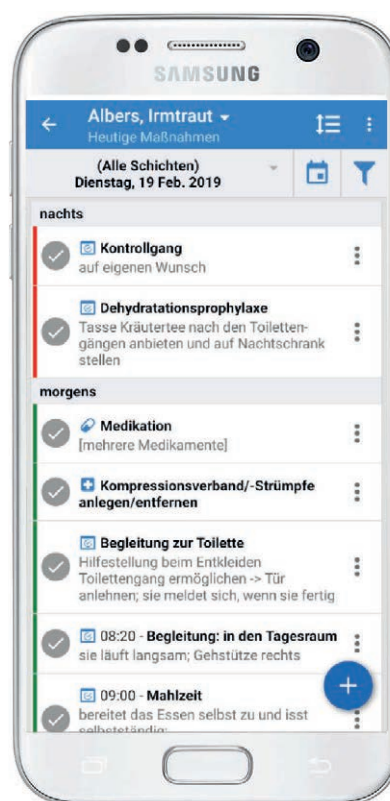 SAMSUNG
Albers, Irmtraut
Heutige Maßnahmen
(Alle Schichten)
Dienstag, 19 Feb. 2019
nachts
Kontrollgang
auf eigenen Wunsch
Dehydratationsprophylaxe
Tasse Kräutertee nach den Toiletten-
gängen anbieten und auf Nachtschrank
stellen
morgens
Medikation
[mehrere Medikamente]
Kompressionsverband/-Strümpfe
anlegen/entfernen
Begleitung zur Toilette
Hilfestellung beim Entkleiden
Toilettengang ermöglichen -> Tür
anlehnen; sie meldet sich, wenn sie fertig
08:20 - Begleitung: in den Tagesraum
sie läuft langsam; Gehstütze rechts
09:00 - Mahlzeit
bereitet das Essen selbst zu und isst
selbstständig;